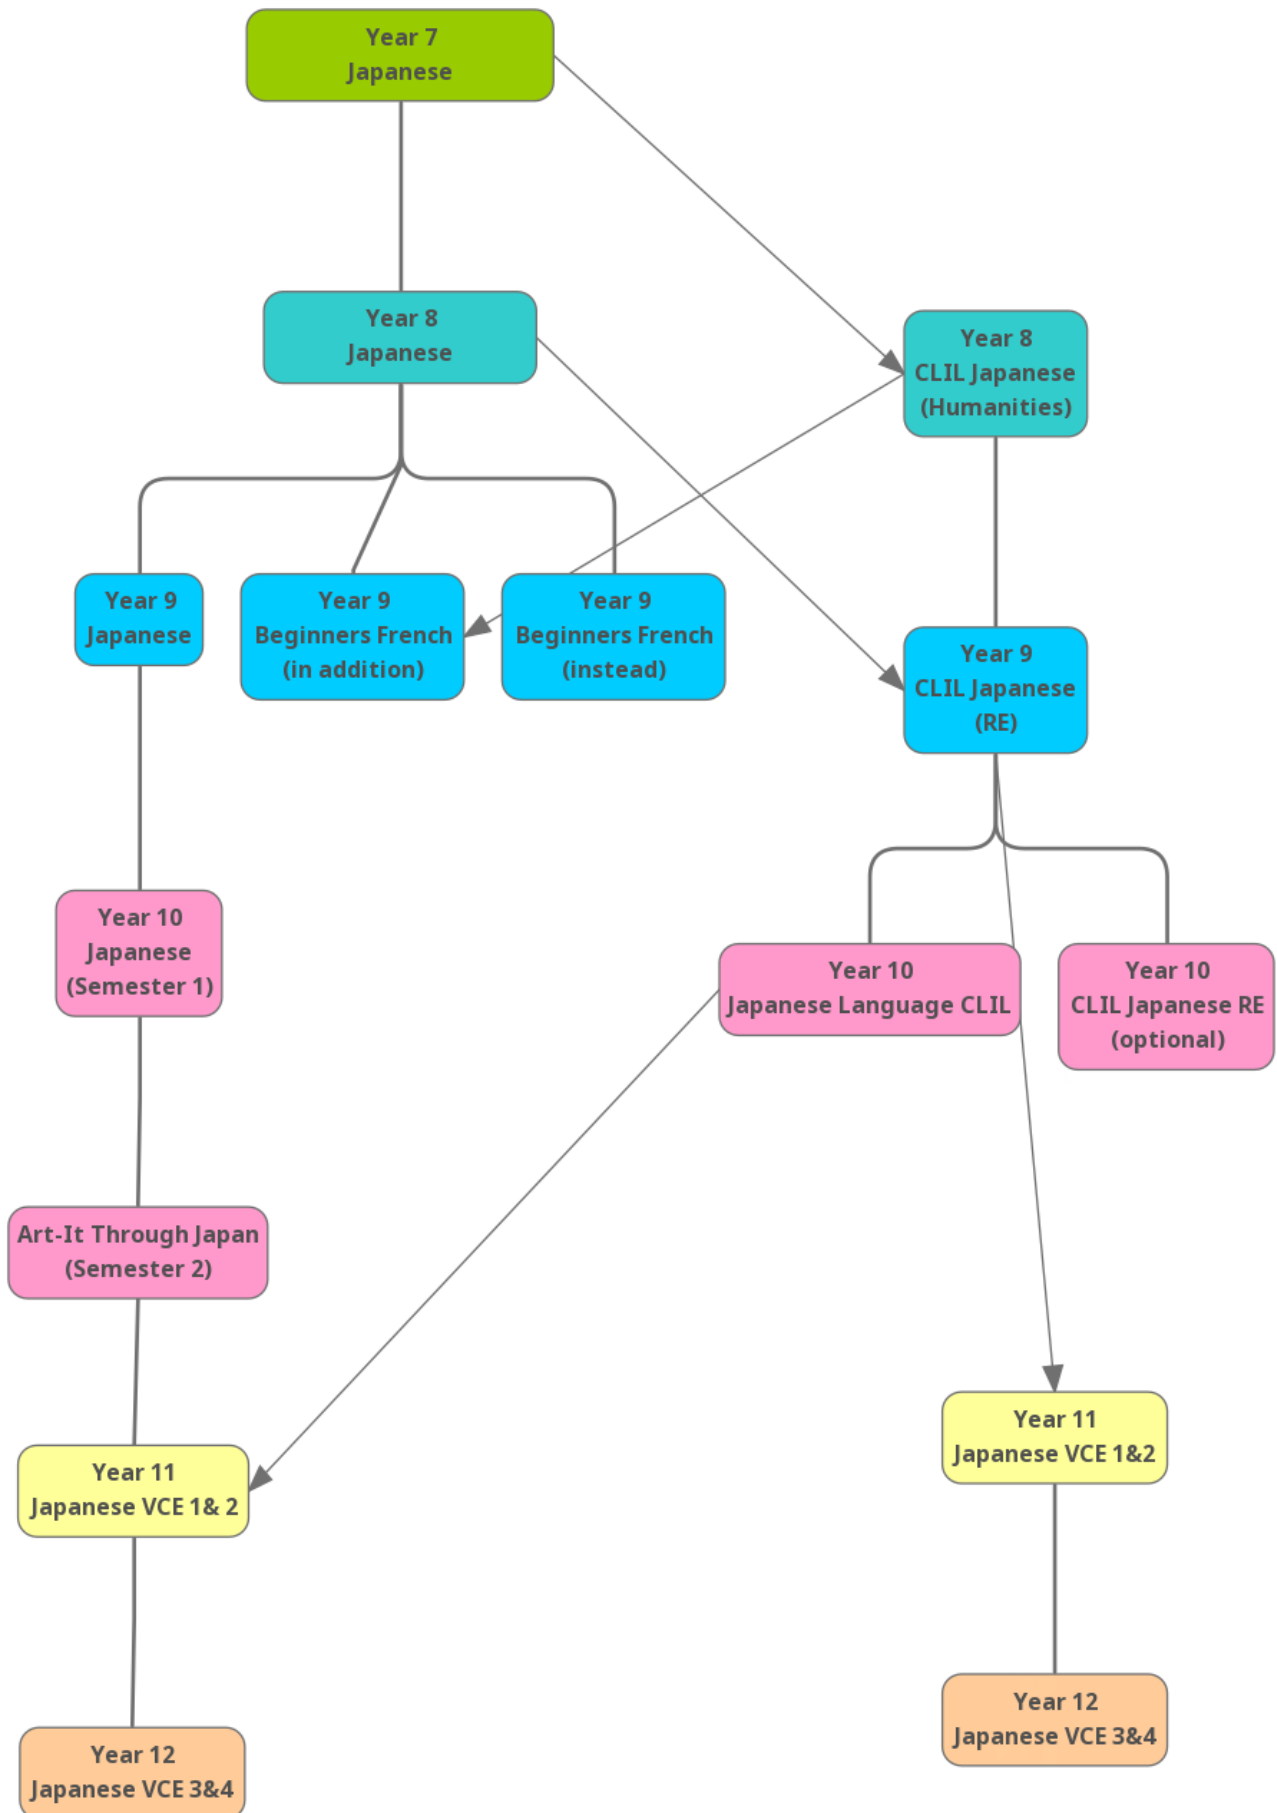 Year 7
Japanese
Year 8
Japanese
Year 8
CLIL Japanese
(Humanities)
Year 9
Japanese
Year 9
Beginners French
(in addition)
Year 9
Beginners French
(instead)
Year 9
CLIL Japanese
(RE)
Year 10
Japanese
(Semester 1)
Year 10
Japanese Language CLIL
Year 10
CLIL Japanese RE
(optional)
Art-It Through Japan
(Semester 2)
Year 11
Japanese VCE 1&2
Year 11
Japanese VCE 1& 2
Year 12
Japanese VCE 3&4
Year 12
Japanese VCE 3&4